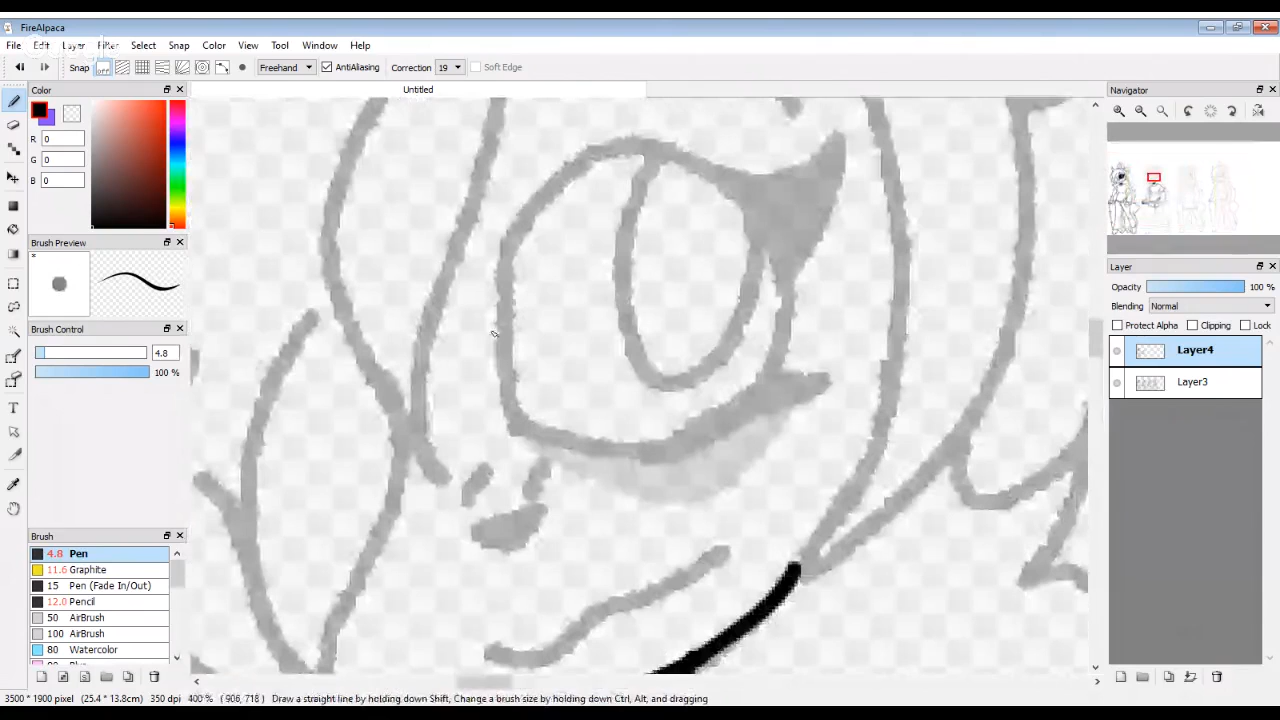 FireAlpaca
File Edit Layer Filter Select Snap Color View Tool Window Help
Snap off Freehand AntiAliasing Correction 19 Soft Edge
Color Untitled Navigator
R 0
G 0
B 0
Brush Preview
Layer
Opacity 100 %
Blending Normal
Brush Control Protect Alpha Clipping Lock
4.8 Layer4
100 % Layer3
Brush
4.8 Pen
11.6 Graphite
15 Pen (Fade In/Out)
12.0 Pencil
50 AirBrush
100 AirBrush
80 Watercolor
3500 * 1900 pixel (25.4 * 13.8cm) 350 dpi 400 % ( 906, 718 ) Draw a straight line by holding down Shift, Change a brush size by holding down Ctrl, Alt, and dragging